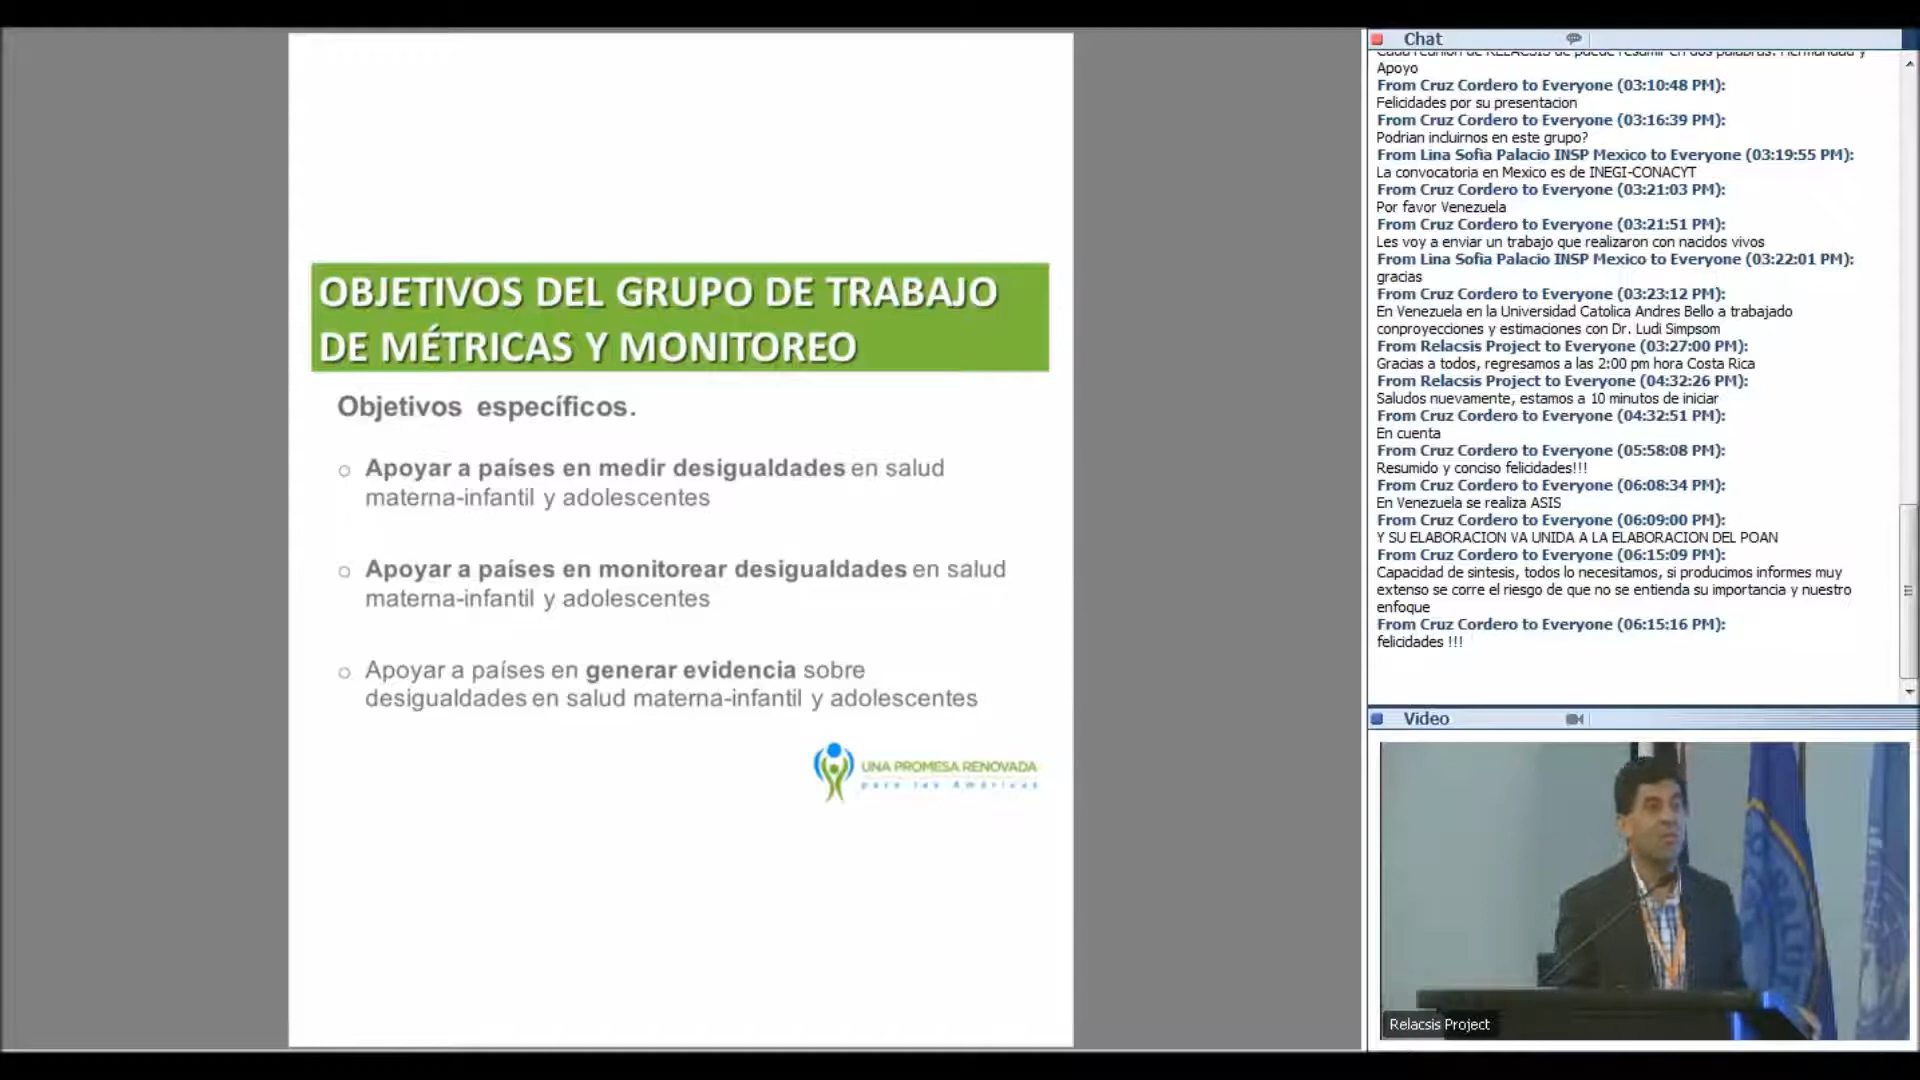 OBJETIVOS DEL GRUPO DE TRABAJO
DE MÉTRICAS Y MONITOREO
Objetivos específicos.
Apoyar a países en medir desigualdades en salud
materna-infantil y adolescentes
Apoyar a países en monitorear desigualdades en salud
materna-infantil y adolescentes
Apoyar a países en generar evidencia sobre
desigualdades en salud materna-infantil y adolescentes
UNA PROMESA RENOVADA
para las Américas
Chat
Cada reunion de RELACSIS de puede resumir en dos palabras: Hermandad y
Apoyo
From Cruz Cordero to Everyone (03:10:48 PM):
Felicidades por su presentacion
From Cruz Cordero to Everyone (03:16:39 PM):
Podrian incluirnos en este grupo?
From Lina Sofia Palacio INSP Mexico to Everyone (03:19:55 PM):
La convocatoria en Mexico es de INEGI-CONACYT
From Cruz Cordero to Everyone (03:21:03 PM):
Por favor Venezuela
From Cruz Cordero to Everyone (03:21:51 PM):
Les voy a enviar un trabajo que realizaron con nacidos vivos
From Lina Sofia Palacio INSP Mexico to Everyone (03:22:01 PM):
gracias
From Cruz Cordero to Everyone (03:23:12 PM):
En Venezuela en la Universidad Catolica Andres Bello a trabajado
conproyecciones y estimaciones con Dr. Ludi Simpsom
From Relacsis Project to Everyone (03:27:00 PM):
Gracias a todos, regresamos a las 2:00 pm hora Costa Rica
From Relacsis Project to Everyone (04:32:26 PM):
Saludos nuevamente, estamos a 10 minutos de iniciar
From Cruz Cordero to Everyone (04:32:51 PM):
En cuenta
From Cruz Cordero to Everyone (05:58:08 PM):
Resumido y conciso felicidades!!!
From Cruz Cordero to Everyone (06:08:34 PM):
En Venezuela se realiza ASIS
From Cruz Cordero to Everyone (06:09:00 PM):
Y SU ELABORACION VA UNIDA A LA ELABORACION DEL POAN
From Cruz Cordero to Everyone (06:15:09 PM):
Capacidad de sintesis, todos lo necesitamos, si producimos informes muy
extenso se corre el riesgo de que no se entienda su importancia y nuestro
enfoque
From Cruz Cordero to Everyone (06:15:16 PM):
felicidades !!!
Video
Relacsis Project